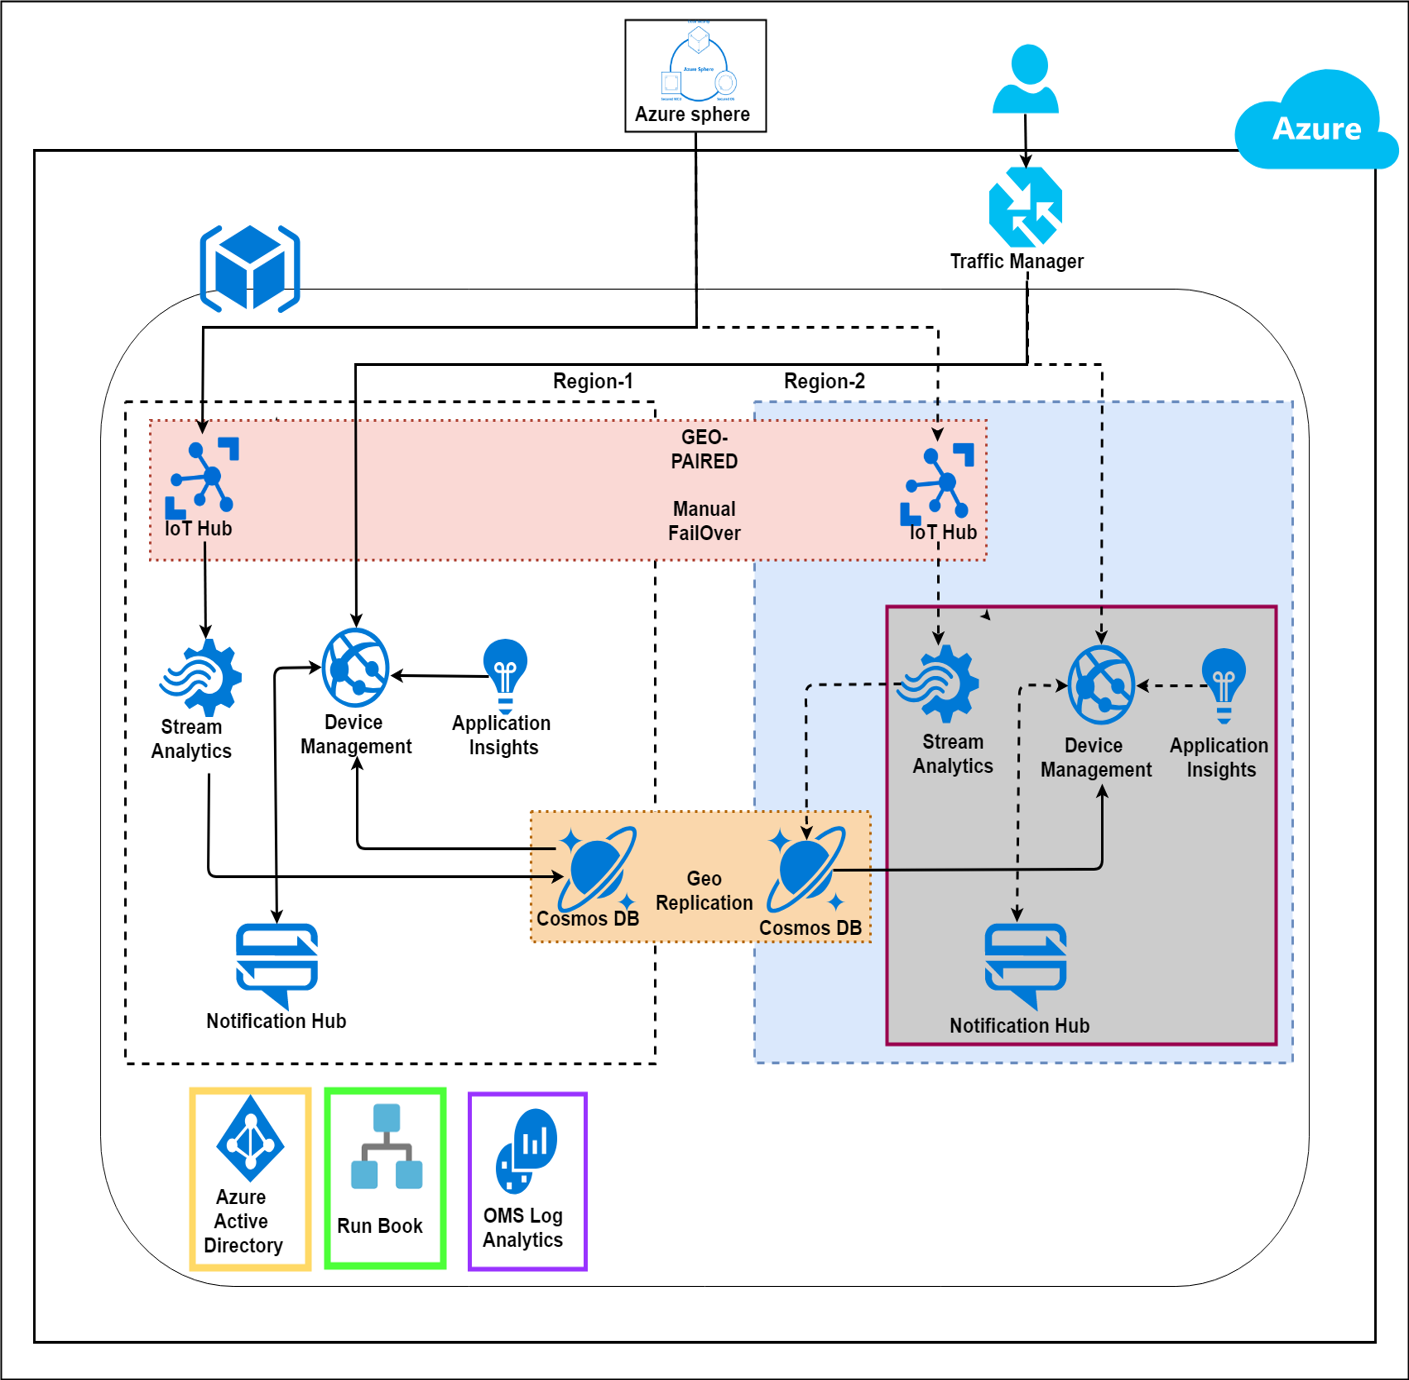 Azure Sphere
Azure sphere
Azure
Traffic Manager
Region-1
Region-2
GEO-
PAIRED
Manual
FailOver
IoT Hub
IoT Hub
Stream
Analytics
Device
Management
Application
Insights
Stream
Analytics
Device
Management
Application
Insights
Geo
Replication
Cosmos DB
Cosmos DB
Notification Hub
Notification Hub
Azure
Active
Directory
Run Book
OMS Log
Analytics